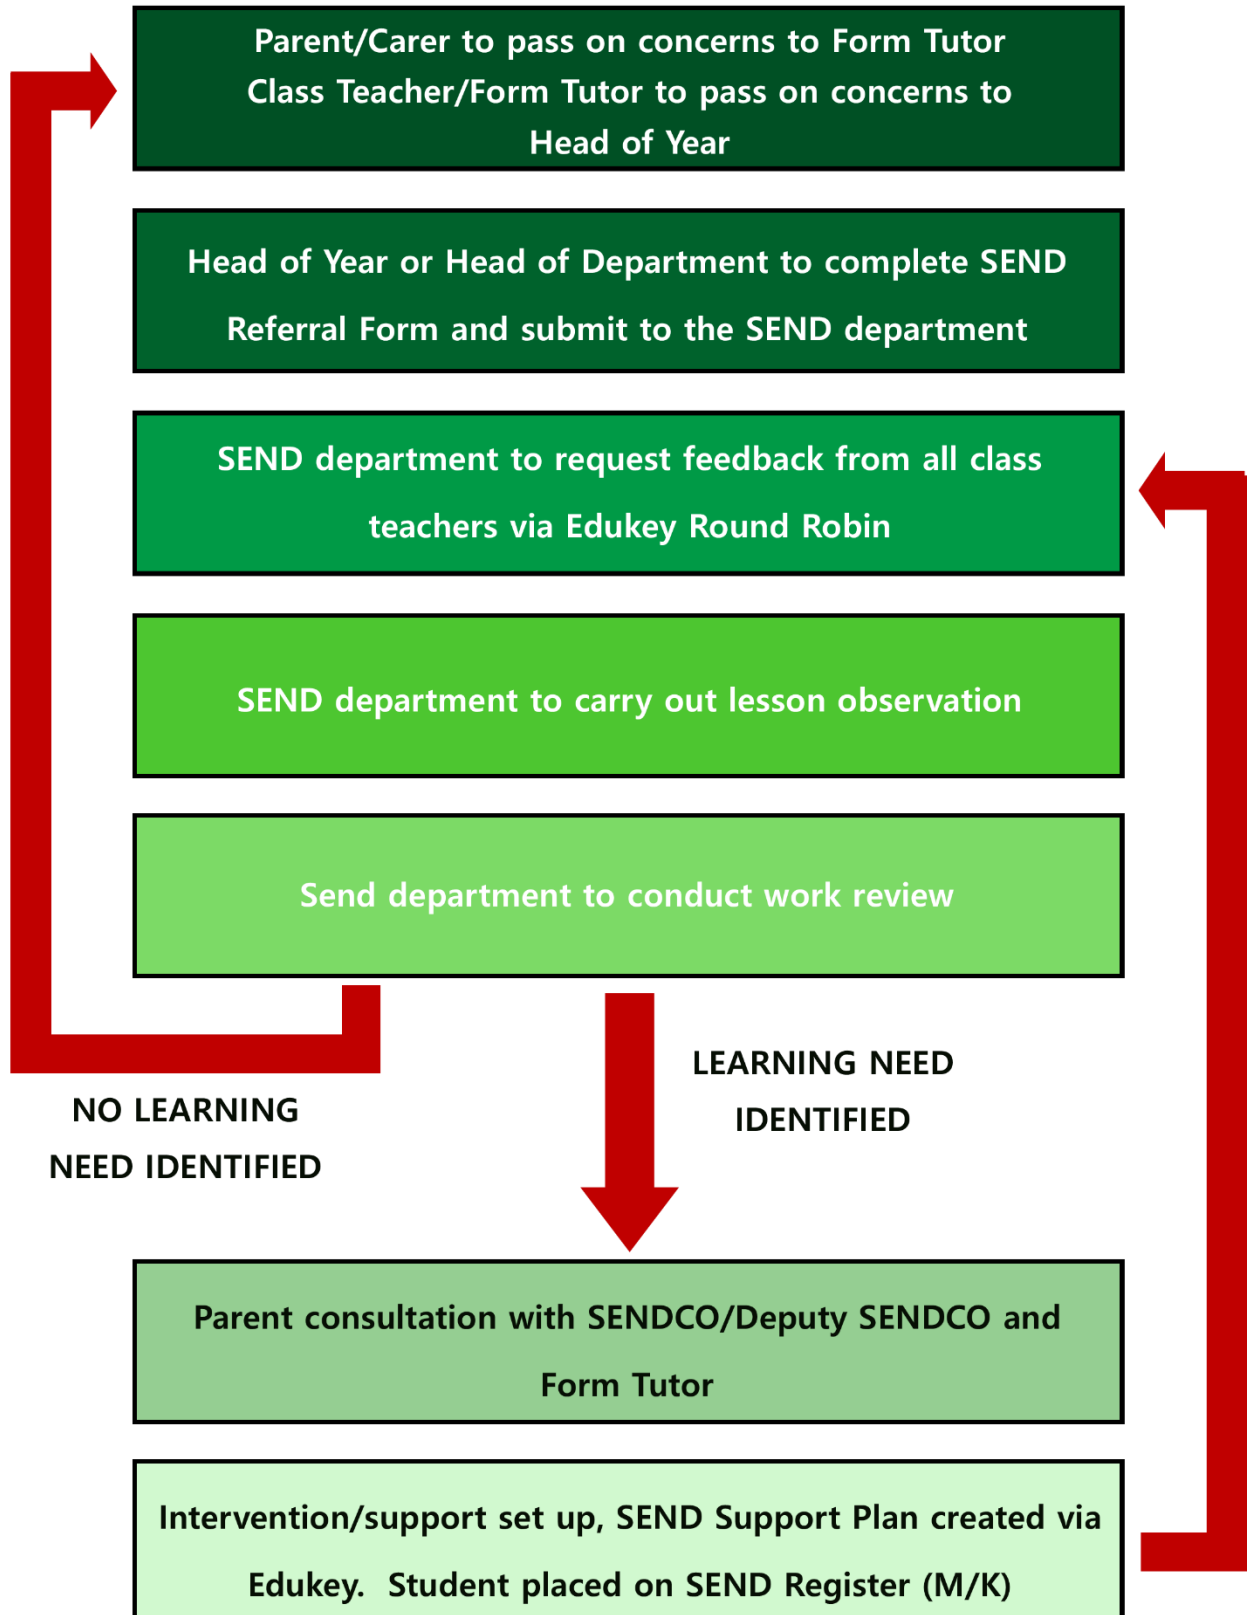 Parent/Carer to pass on concerns to Form Tutor
Class Teacher/Form Tutor to pass on concerns to
Head of Year
Head of Year or Head of Department to complete SEND
Referral Form and submit to the SEND department
SEND department to request feedback from all class
teachers via Edukey Round Robin
SEND department to carry out lesson observation
Send department to conduct work review
NO LEARNING
NEED IDENTIFIED
LEARNING NEED
IDENTIFIED
Parent consultation with SENDCO/Deputy SENDCO and
Form Tutor
Intervention/support set up, SEND Support Plan created via
Edukey.  Student placed on SEND Register (M/K)